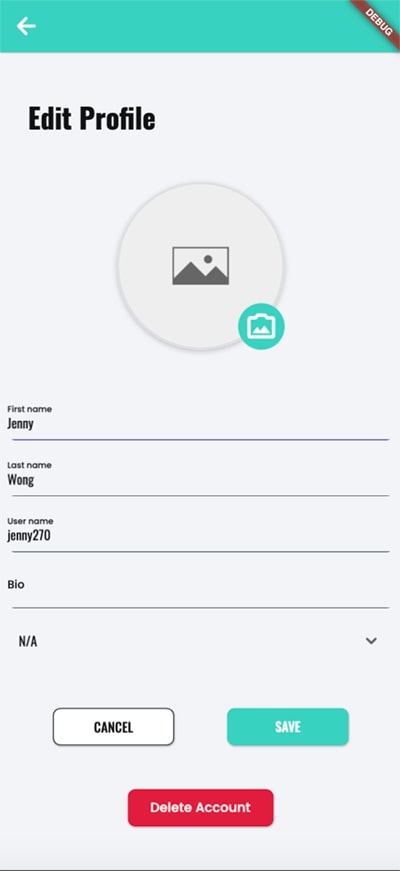 DEBUG
Edit Profile
First name
Jenny
Last name
Wong
User name
jenny270
Bio
N/A
CANCEL SAVE
Delete Account